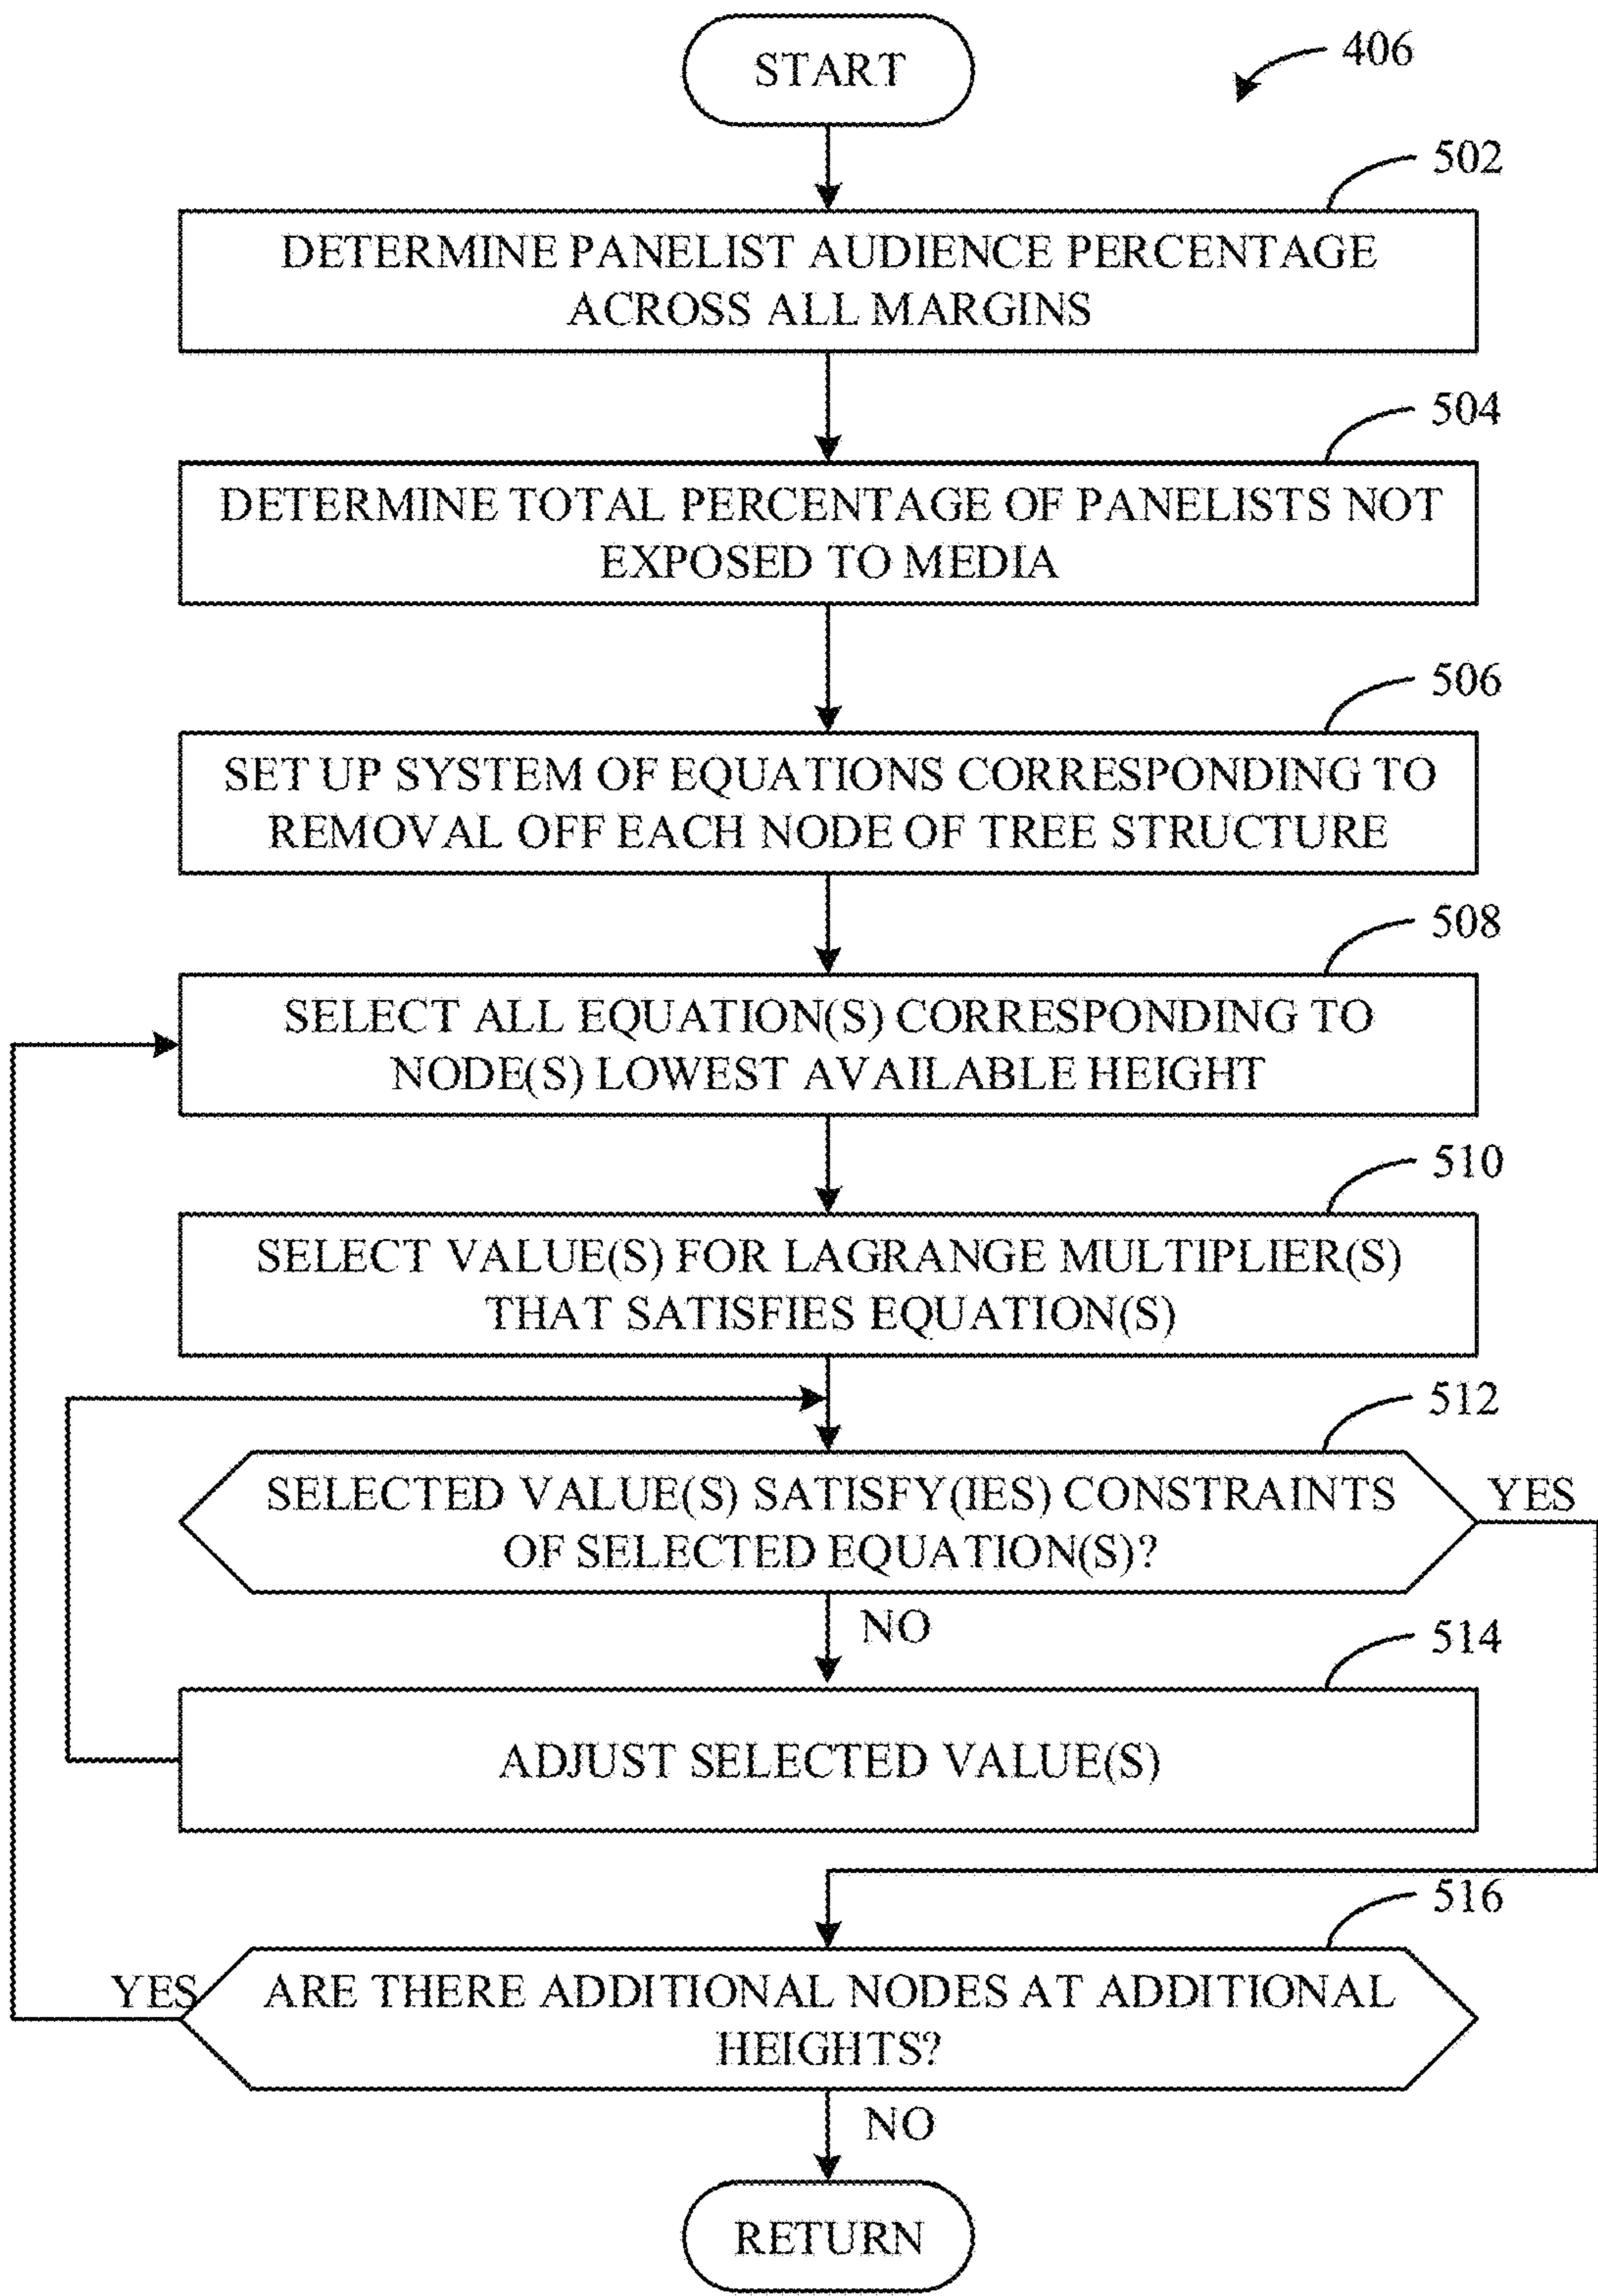 START
406
502
DETERMINE PANELIST AUDIENCE PERCENTAGE
ACROSS ALL MARGINS
504
DETERMINE TOTAL PERCENTAGE OF PANELISTS NOT
EXPOSED TO MEDIA
506
SET UP SYSTEM OF EQUATIONS CORRESPONDING TO
REMOVAL OFF EACH NODE OF TREE STRUCTURE
508
SELECT ALL EQUATION(S) CORRESPONDING TO
NODE(S) LOWEST AVAILABLE HEIGHT
510
SELECT VALUE(S) FOR LAGRANGE MULTIPLIER(S)
THAT SATISFIES EQUATION(S)
512
SELECTED VALUE(S) SATISFY(IES) CONSTRAINTS
OF SELECTED EQUATION(S)?
YES
NO
514
ADJUST SELECTED VALUE(S)
516
YES
ARE THERE ADDITIONAL NODES AT ADDITIONAL
HEIGHTS?
NO
RETURN